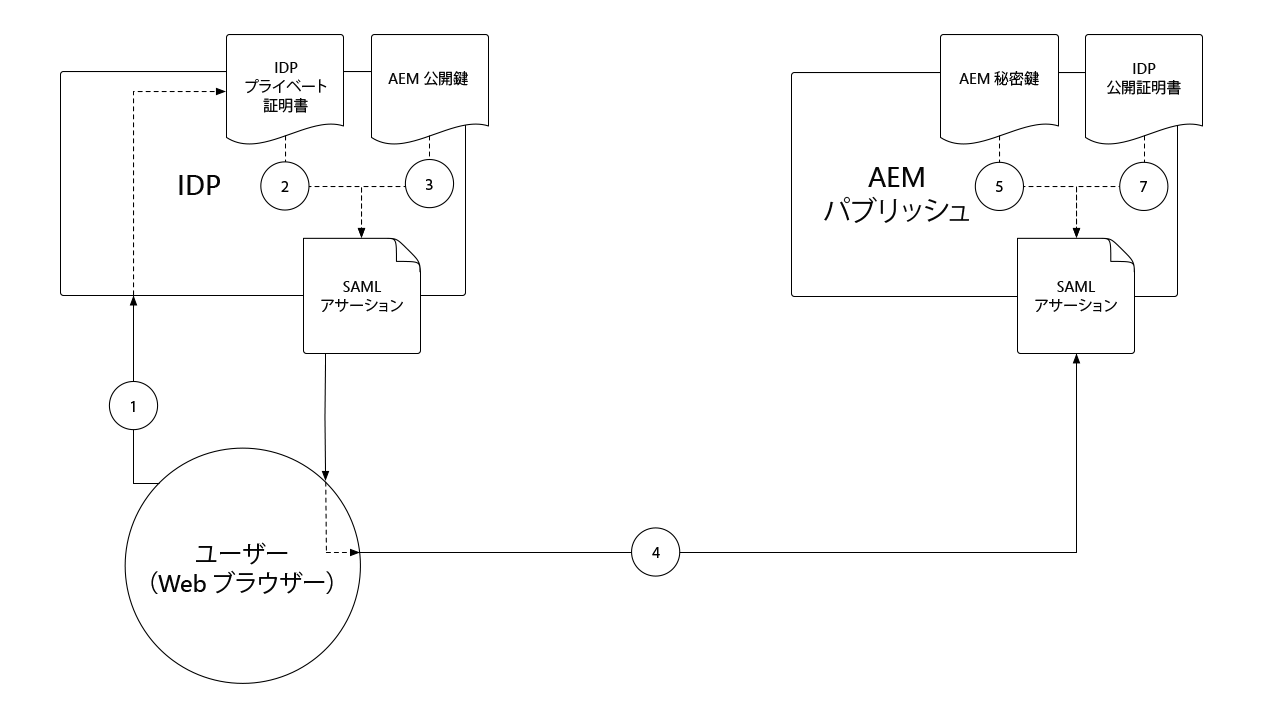 IDP
プライベート
証明書
AEM 公開鍵
IDP
2
3
SAML
アサーション
AEM 秘密鍵
IDP
公開証明書
AEM
パブリッシュ
5
7
SAML
アサーション
1
ユーザー
（Web ブラウザー）
4